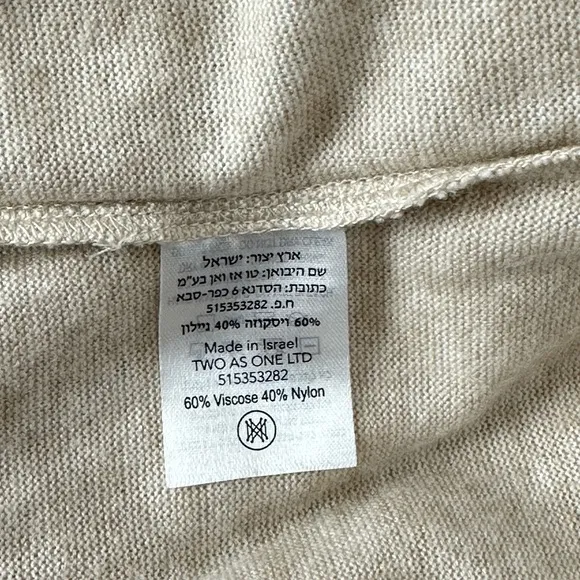 ארץ יצור: ישראל
שם היבואן: טו אז ואן בע"מ
כתובת: הסדנא 6 כפר-סבא
ח.פ. 515353282
60% ויסקוזה 40% ניילון
Made in Israel
TWO AS ONE LTD
515353282
60% Viscose 40% Nylon